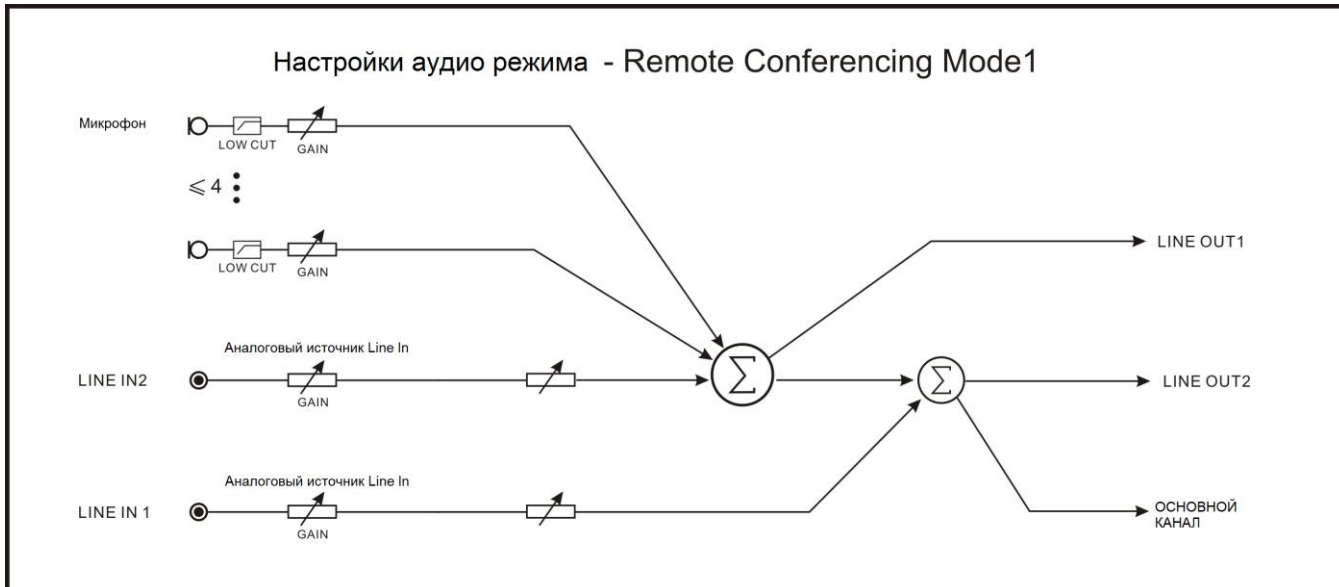 Настройки аудио режима - Remote Conferencing Mode1
Микрофон
LOW CUT
GAIN
≤ 4
LOW CUT
GAIN
LINE OUT1
Аналоговый источник Line In
LINE IN2
GAIN
Σ
Σ
LINE OUT2
Аналоговый источник Line In
LINE IN 1
GAIN
ОСНОВНОЙ
КАНАЛ